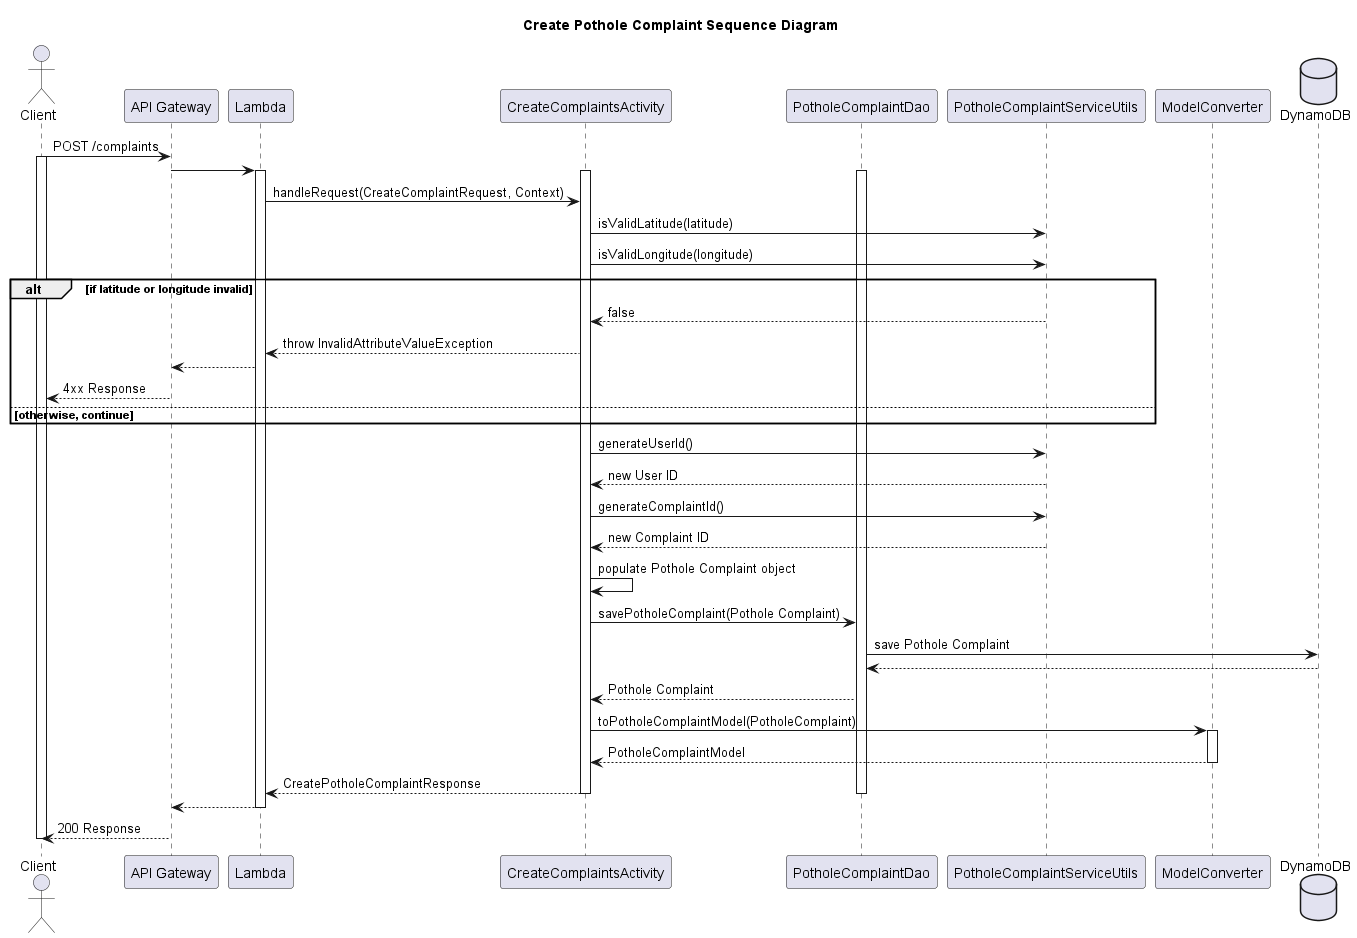 Create Pothole Complaint Sequence Diagram
Client
API Gateway
Lambda
CreateComplaintsActivity
PotholeComplaintDao
PotholeComplaintServiceUtils
ModelConverter
DynamoDB
POST /complaints
handleRequest(CreateComplaintRequest, Context)
isValidLatitude(latitude)
isValidLongitude(longitude)
alt
[if latitude or longitude invalid]
false
throw InvalidAttributeValueException
4xx Response
[otherwise, continue]
generateUserId()
new User ID
generateComplaintId()
new Complaint ID
populate Pothole Complaint object
savePotholeComplaint(Pothole Complaint)
save Pothole Complaint
Pothole Complaint
toPotholeComplaintModel(PotholeComplaint)
PotholeComplaintModel
CreatePotholeComplaintResponse
200 Response
Client
API Gateway
Lambda
CreateComplaintsActivity
PotholeComplaintDao
PotholeComplaintServiceUtils
ModelConverter
DynamoDB